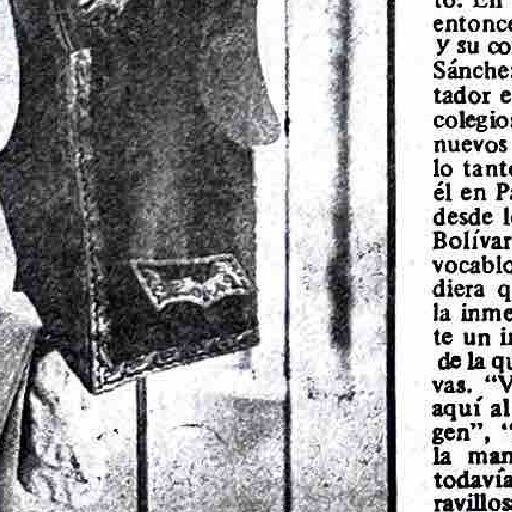 to. En
entonce
y su co
Sánche
tador e
colegio
nuevos
lo tant
él en P
desde l
Bolívar
vocablo
diera q
la inme
te un i
de la qu
vas. "V
aquí al
gen", "
la man
todavía
ravillos